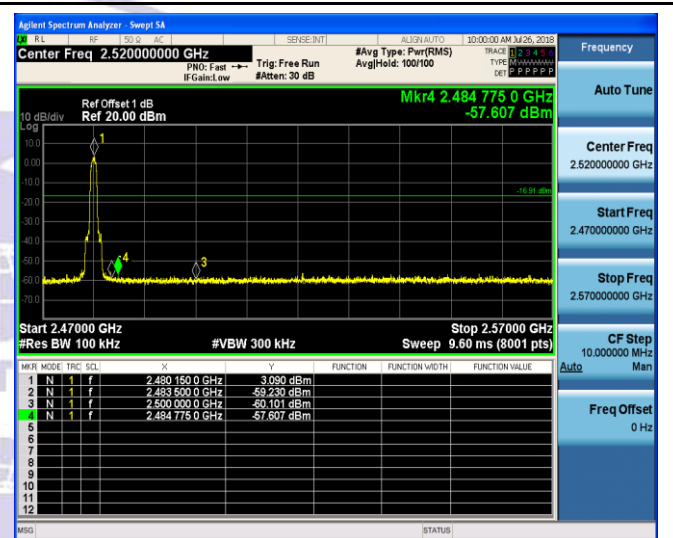 Agilent Spectrum Analyzer - Swept SA
RL RF 50 Ω AC SENSE:INT ALIGN AUTO 10:00:00 AM Jul 26, 2018
Center Freq 2.520000000 GHz #Avg Type: Pwr(RMS) TRACE 1 2 3 4 5 6
PNO: Fast Trig: Free Run Avg|Hold: 100/100 TYPE M
IFGain:Low #Atten: 30 dB DET P P P P P P
Frequency
Auto Tune
Center Freq
2.520000000 GHz
Start Freq
2.470000000 GHz
Stop Freq
2.570000000 GHz
CF Step
10.000000 MHz
Auto Man
Freq Offset
0 Hz
Mkr4 2.484 775 0 GHz
-57.607 dBm
Ref Offset 1 dB
10 dB/div Ref 20.00 dBm
Log
10.0
0.00
-10.0
-20.0
-30.0
-40.0
-50.0
-60.0
-70.0
1
-16.91 dBm
4
3
Start 2.47000 GHz Stop 2.57000 GHz
#Res BW 100 kHz #VBW 300 kHz Sweep 9.60 ms (8001 pts)
MKR MODE TRC SCL X Y FUNCTION FUNCTION WIDTH FUNCTION VALUE
1 N 1 f 2.480 150 0 GHz 3.090 dBm
2 N 1 f 2.483 500 0 GHz -59.230 dBm
3 N 1 f 2.500 000 0 GHz -60.101 dBm
4 N 1 f 2.484 775 0 GHz -57.607 dBm
5
6
7
8
9
10
11
12
MSG STATUS